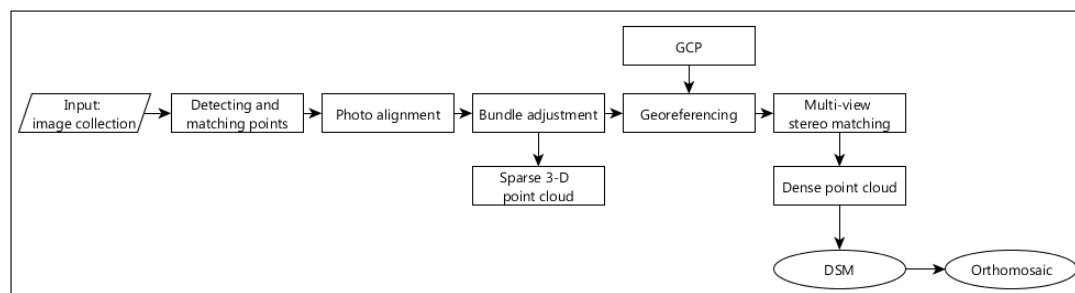 GCP
Input:
image collection
Detecting and
matching points
Photo alignment
Bundle adjustment
Georeferencing
Multi-view
stereo matching
Sparse 3-D
point cloud
Dense point cloud
DSM
Orthomosaic